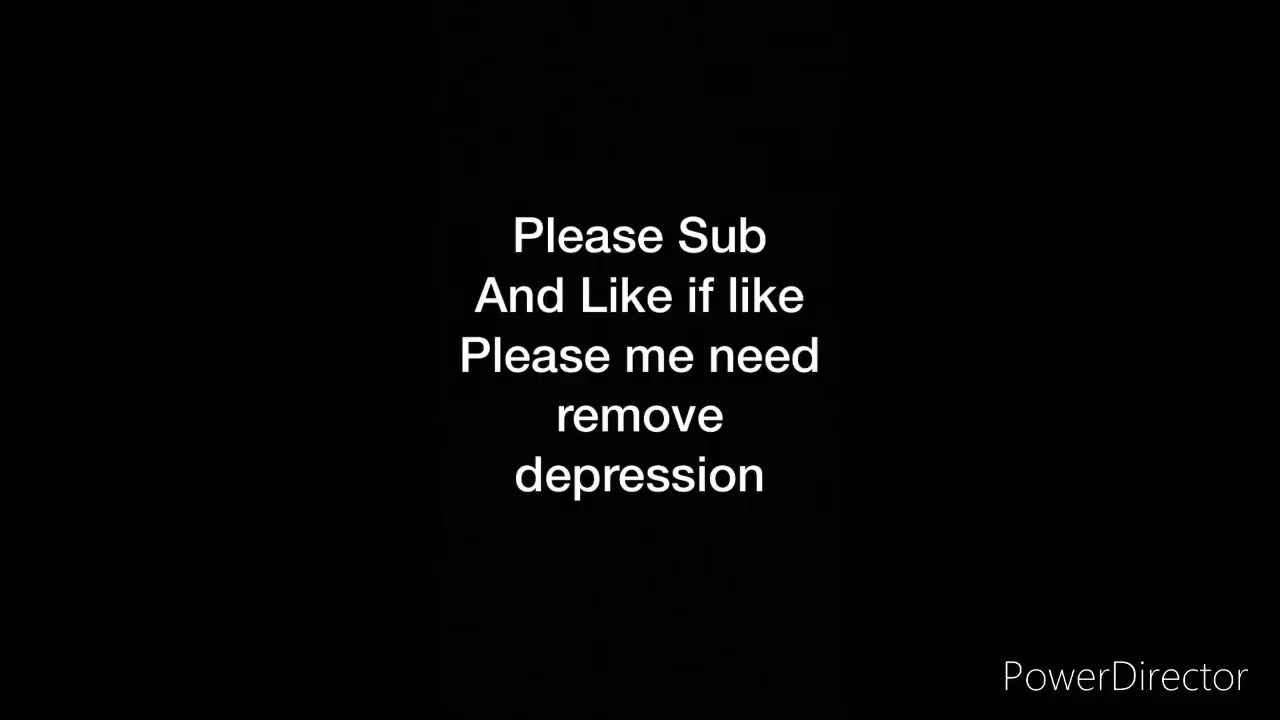 Please Sub
And Like if like
Please me need
remove
depression
PowerDirector